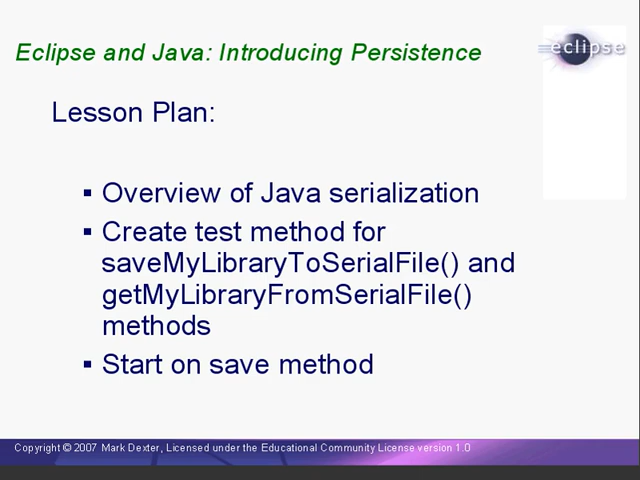 Eclipse and Java: Introducing Persistence
eclipse
Lesson Plan:
▪ Overview of Java serialization
▪ Create test method for
saveMyLibraryToSerialFile() and
getMyLibraryFromSerialFile()
methods
▪ Start on save method
Copyright © 2007 Mark Dexter, Licensed under the Educational Community License version 1.0